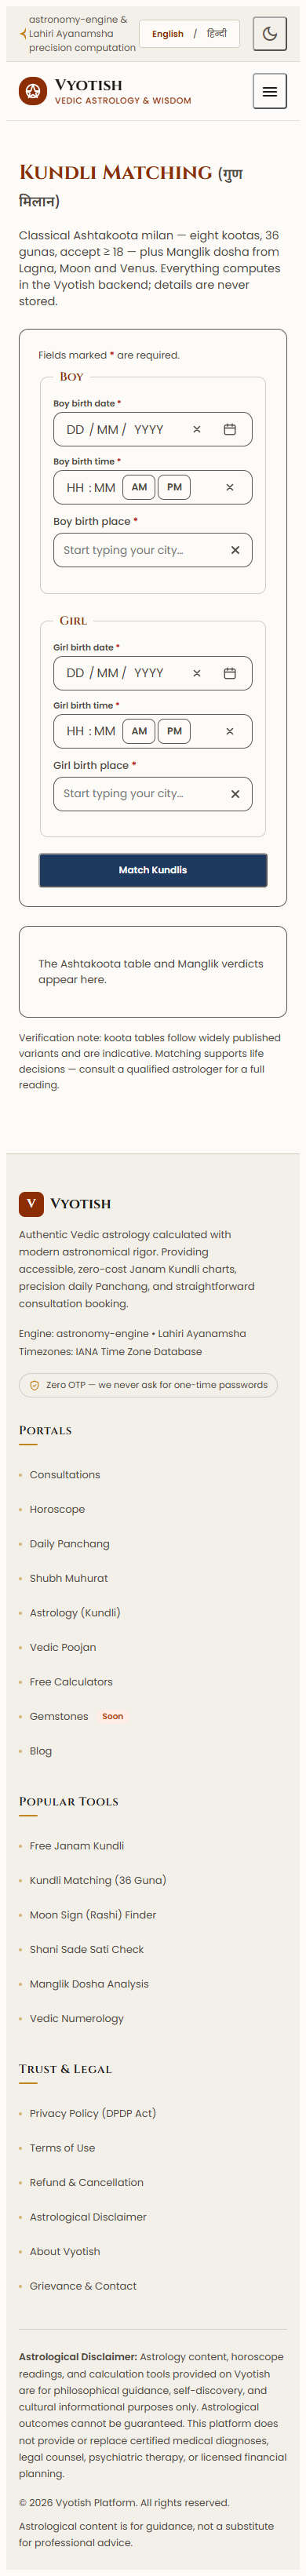 astronomy-engine &
Lahiri Ayanamsha
precision computation
English / हिन्दी
VYOTISH
VEDIC ASTROLOGY & WISDOM
KUNDLI MATCHING (गुण
मिलान)
Classical Ashtakoota milan — eight kootas, 36
gunas, accept ≥ 18 — plus Manglik dosha from
Lagna, Moon and Venus. Everything computes
in the Vyotish backend; details are never
stored.
Fields marked * are required.
BOY
Boy birth date *
DD / MM / YYYY
Boy birth time *
HH : MM AM PM
Boy birth place *
Start typing your city...
GIRL
Girl birth date *
DD / MM / YYYY
Girl birth time *
HH : MM AM PM
Girl birth place *
Start typing your city...
Match Kundlis
The Ashtakoota table and Manglik verdicts
appear here.
Verification note: koota tables follow widely published
variants and are indicative. Matching supports life
decisions — consult a qualified astrologer for a full
reading.
V VYOTISH
Authentic Vedic astrology calculated with
modern astronomical rigor. Providing
accessible, zero-cost Janam Kundli charts,
precision daily Panchang, and straightforward
consultation booking.
Engine: astronomy-engine • Lahiri Ayanamsha
Timezones: IANA Time Zone Database
Zero OTP — we never ask for one-time passwords
PORTALS
Consultations
Horoscope
Daily Panchang
Shubh Muhurat
Astrology (Kundli)
Vedic Poojan
Free Calculators
Gemstones Soon
Blog
POPULAR TOOLS
Free Janam Kundli
Kundli Matching (36 Guna)
Moon Sign (Rashi) Finder
Shani Sade Sati Check
Manglik Dosha Analysis
Vedic Numerology
TRUST & LEGAL
Privacy Policy (DPDP Act)
Terms of Use
Refund & Cancellation
Astrological Disclaimer
About Vyotish
Grievance & Contact
Astrological Disclaimer: Astrology content, horoscope
readings, and calculation tools provided on Vyotish
are for philosophical guidance, self-discovery, and
cultural informational purposes only. Astrological
outcomes cannot be guaranteed. This platform does
not provide or replace certified medical diagnoses,
legal counsel, psychiatric therapy, or licensed financial
planning.
© 2026 Vyotish Platform. All rights reserved.
Astrological content is for guidance, not a substitute
for professional advice.